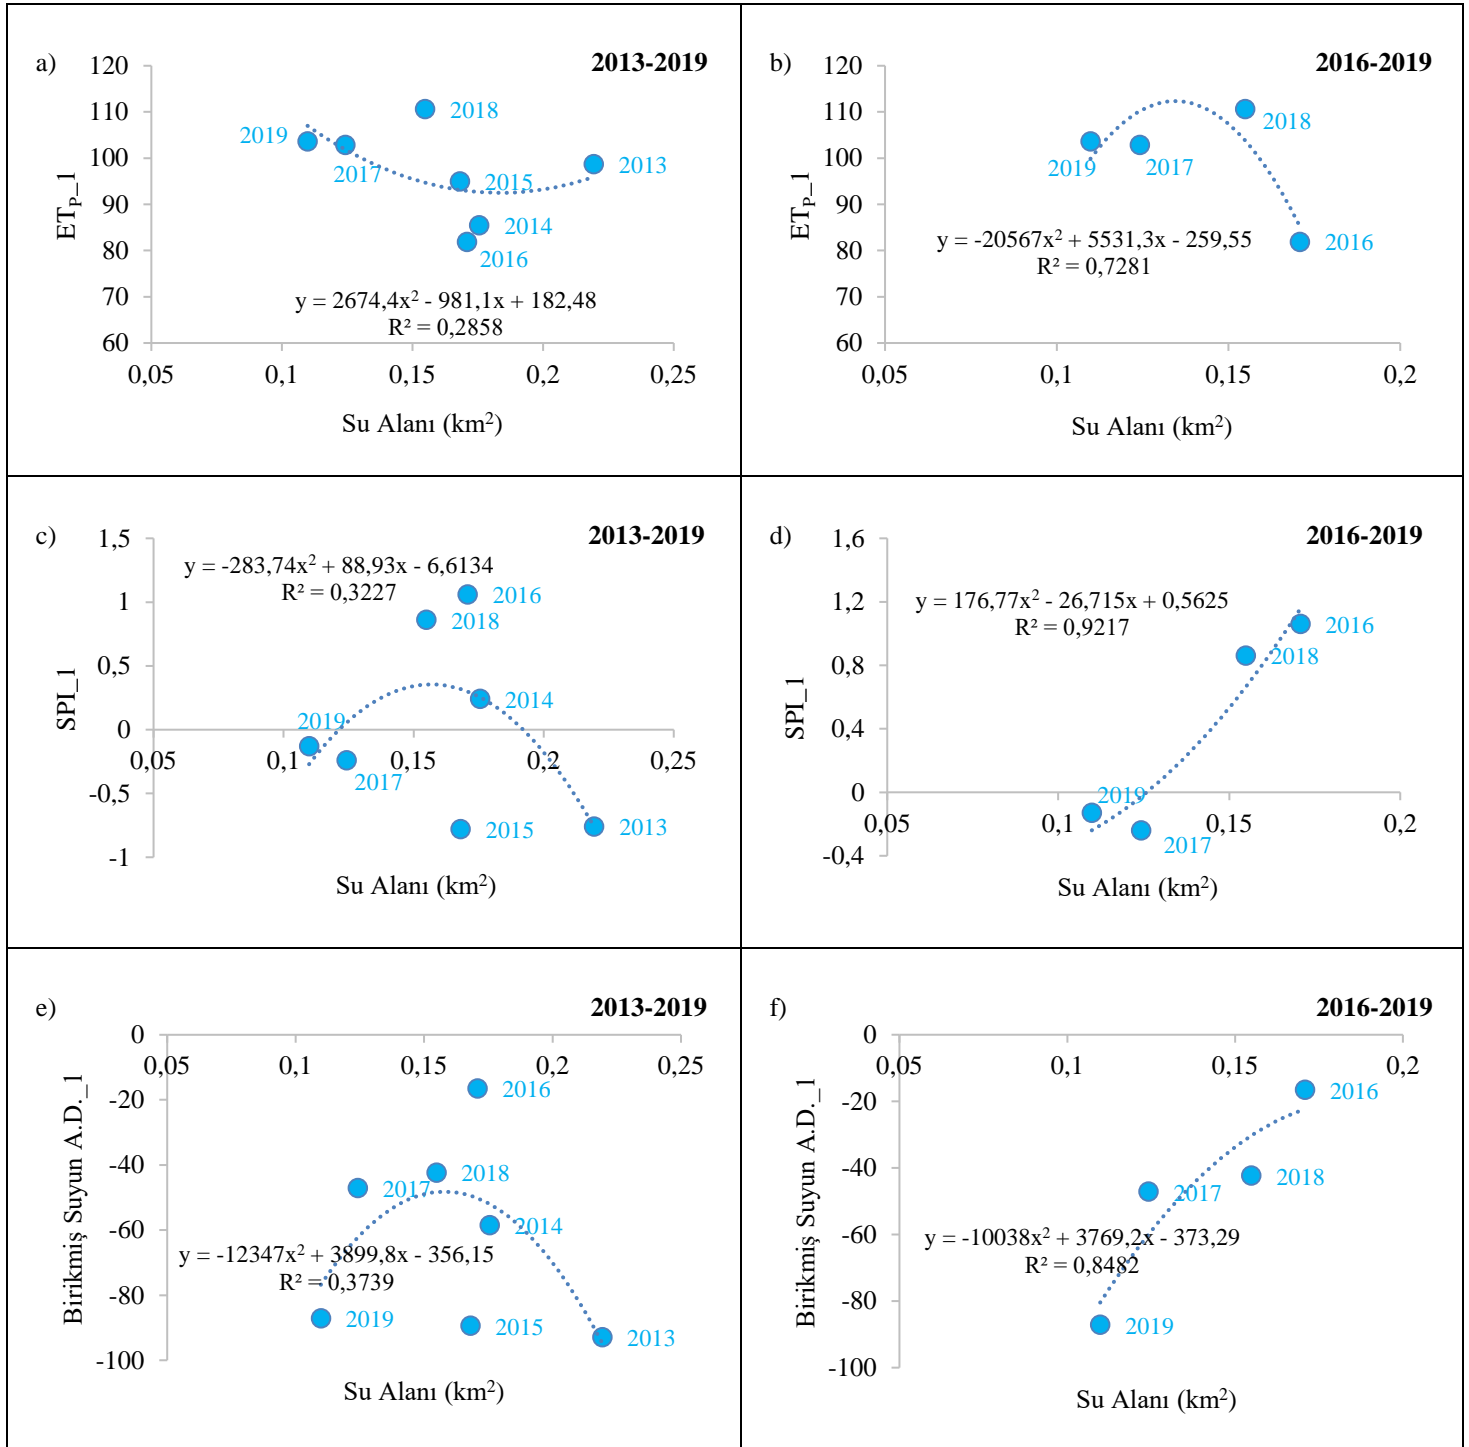 a)
2013-2019
120
110
100
90
80
70
60
ETP_1
2019
2017
2018
2015
2014
2016
2013
y = 2674,4x² - 981,1x + 182,48
R² = 0,2858
0,05 0,1 0,15 0,2 0,25
Su Alanı (km²)
b)
2016-2019
120
110
100
90
80
70
60
ETP_1
2019
2017
2018
2016
y = -20567x² + 5531,3x - 259,55
R² = 0,7281
0,05 0,1 0,15 0,2
Su Alanı (km²)
c)
2013-2019
1,5
1
0,5
0
-0,5
-1
SPI_1
y = -283,74x² + 88,93x - 6,6134
R² = 0,3227
2016
2018
2014
2019
2017
2015
2013
0,05 0,1 0,15 0,2 0,25
Su Alanı (km²)
d)
2016-2019
1,6
1,2
0,8
0,4
0
-0,4
SPI_1
y = 176,77x² - 26,715x + 0,5625
R² = 0,9217
2016
2018
2019
2017
0,05 0,1 0,15 0,2
Su Alanı (km²)
e)
2013-2019
0
-20
-40
-60
-80
-100
Birikmiş Suyun A.D._1
0,05 0,1 0,15 0,2 0,25
2016
2018
2017
2014
y = -12347x² + 3899,8x - 356,15
R² = 0,3739
2019
2015
2013
Su Alanı (km²)
f)
2016-2019
0
-20
-40
-60
-80
-100
Birikmiş Suyun A.D._1
0,05 0,1 0,15 0,2
2016
2018
2017
y = -10038x² + 3769,2x - 373,29
R² = 0,8482
2019
Su Alanı (km²)